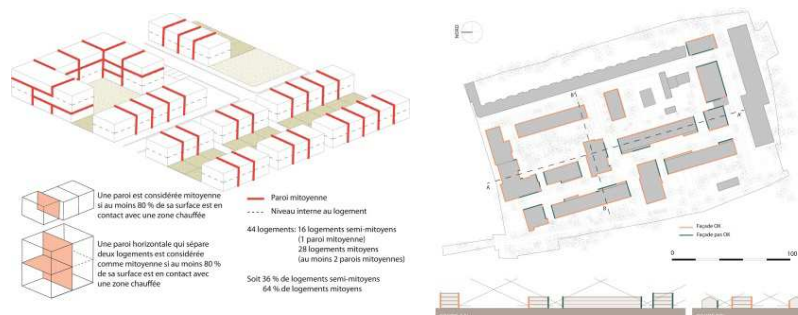 Une paroi est considérée mitoyenne
si au moins 80 % de sa surface est en
contact avec une zone chauffée
Une paroi horizontale qui sépare
deux logements est considérée
comme mitoyenne si au moins 80 %
de sa surface est en contact avec
une zone chauffée
Paroi mitoyenne
Niveau interne au logement
44 logements: 16 logements semi-mitoyens
(1 paroi mitoyenne)
28 logements mitoyens
(au moins 2 parois mitoyennes)
Soit 36 % de logements semi-mitoyens
64 % de logements mitoyens
NORD
B'
A'
A
B
Façade OK
Façade pas OK
0
100